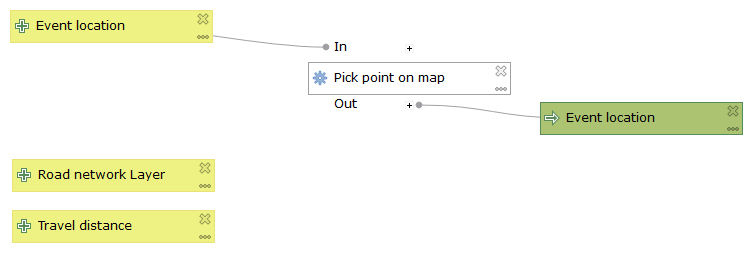 Event location
In
Pick point on map
Out
Event location
Road network Layer
Travel distance